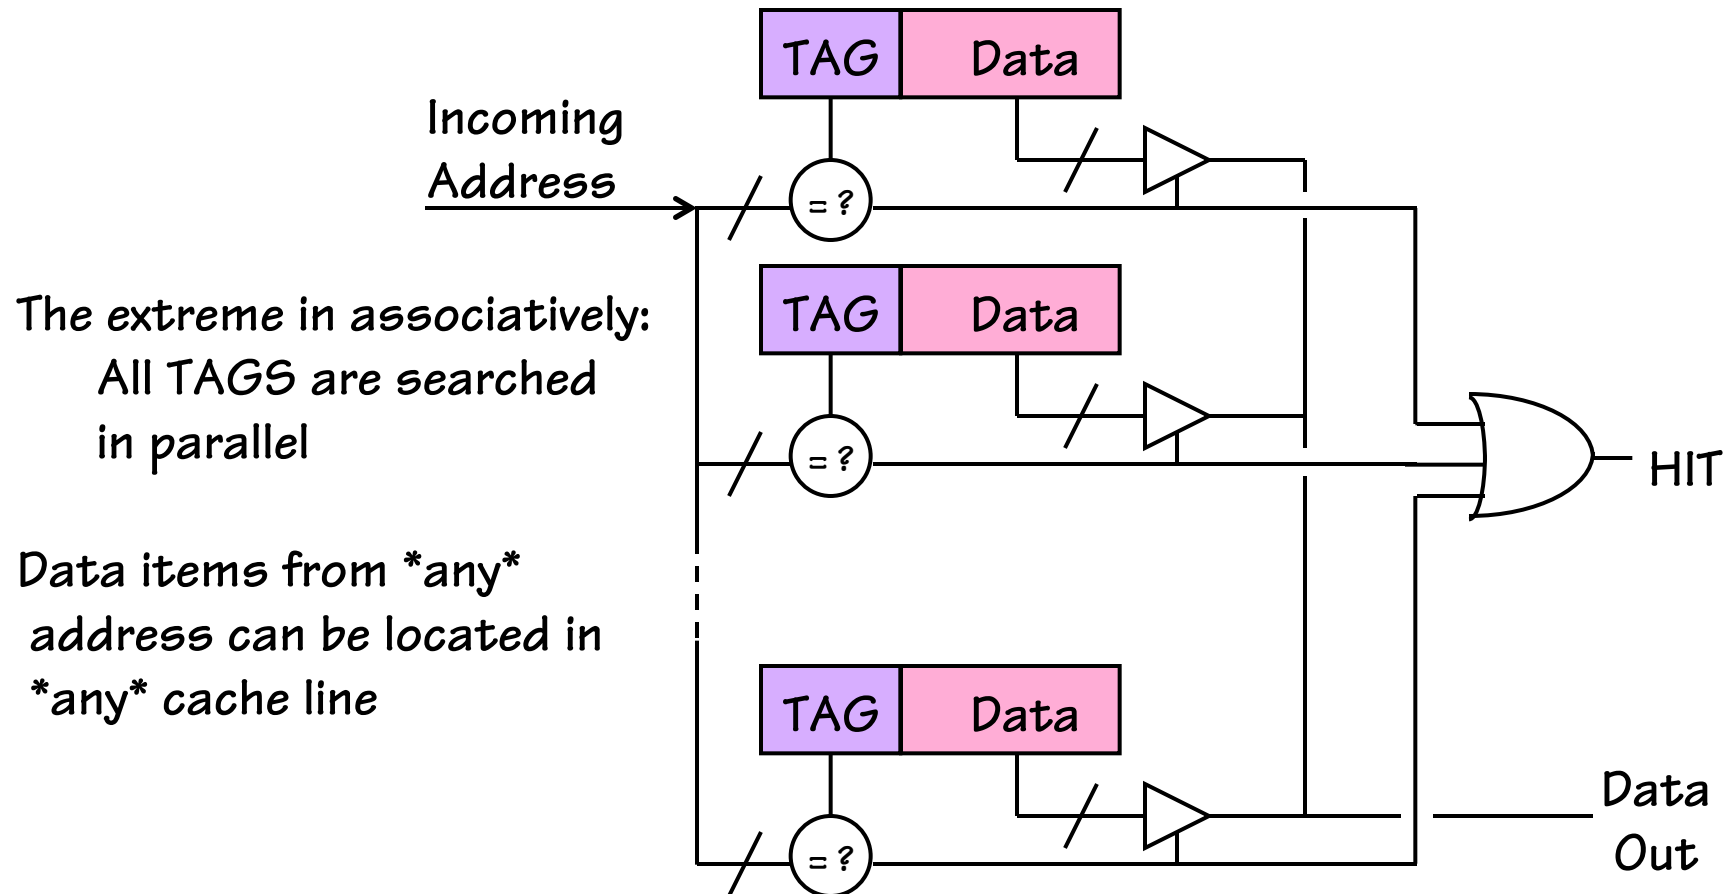 TAG Data
Incoming
Address
= ?
The extreme in associatively:
All TAGS are searched
in parallel
TAG Data
= ?
HIT
Data items from *any*
address can be located in
*any* cache line
TAG Data
= ?
Data
Out